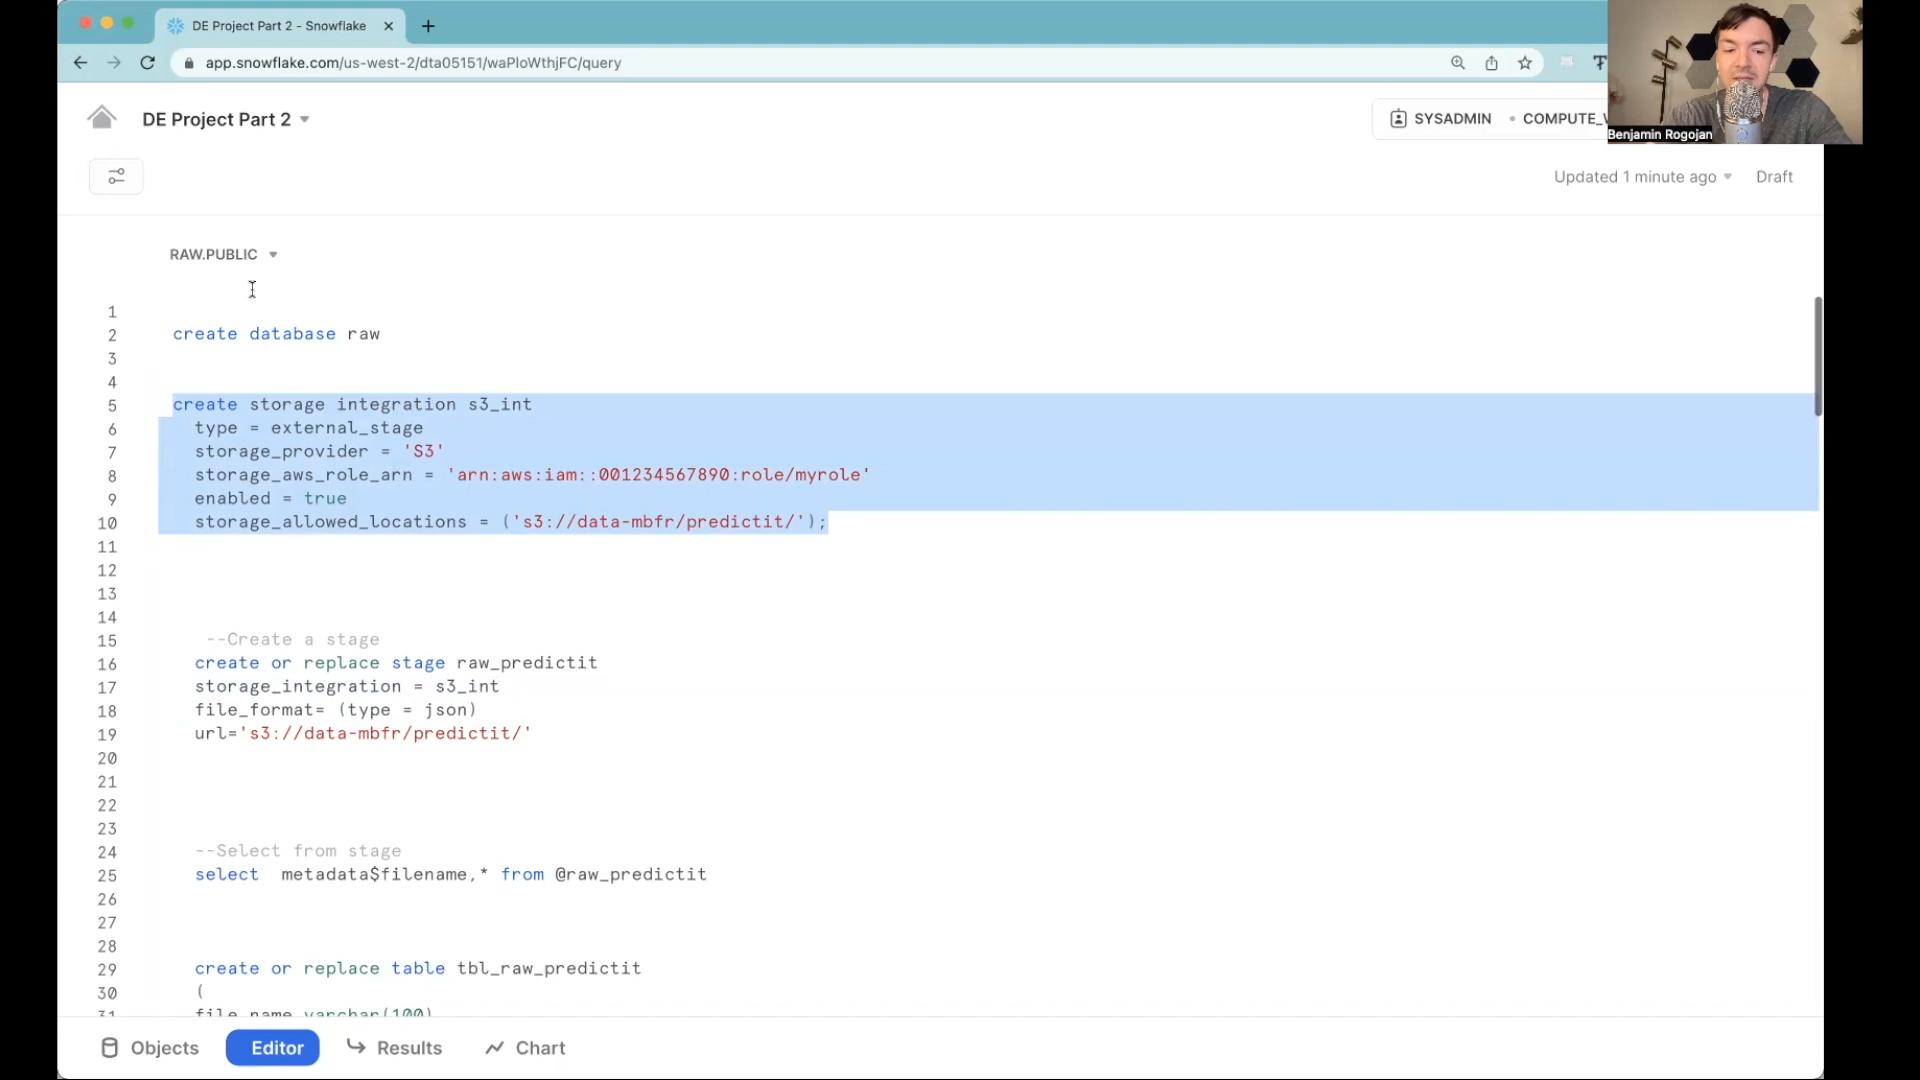 DE Project Part 2 - Snowflake
app.snowflake.com/us-west-2/dta05151/waPIoWthjFC/query
DE Project Part 2
SYSADMIN
Benjamin Rogojan
Updated 1 minute ago
Draft
RAW.PUBLIC
1
2 create database raw
3
4
5 create storage integration s3_int
6 type = external_stage
7 storage_provider = 'S3'
8 storage_aws_role_arn = 'arn:aws:iam::001234567890:role/myrole'
9 enabled = true
10 storage_allowed_locations = ('s3://data-mbfr/predictit/');
11
12
13
14
15 --Create a stage
16 create or replace stage raw_predictit
17 storage_integration = s3_int
18 file_format= (type = json)
19 url='s3://data-mbfr/predictit/'
20
21
22
23
24 --Select from stage
25 select metadata$filename,* from @raw_predictit
26
27
28
29 create or replace table tbl_raw_predictit
30 (
31 file_name varchar(100)
Objects
Editor
Results
Chart